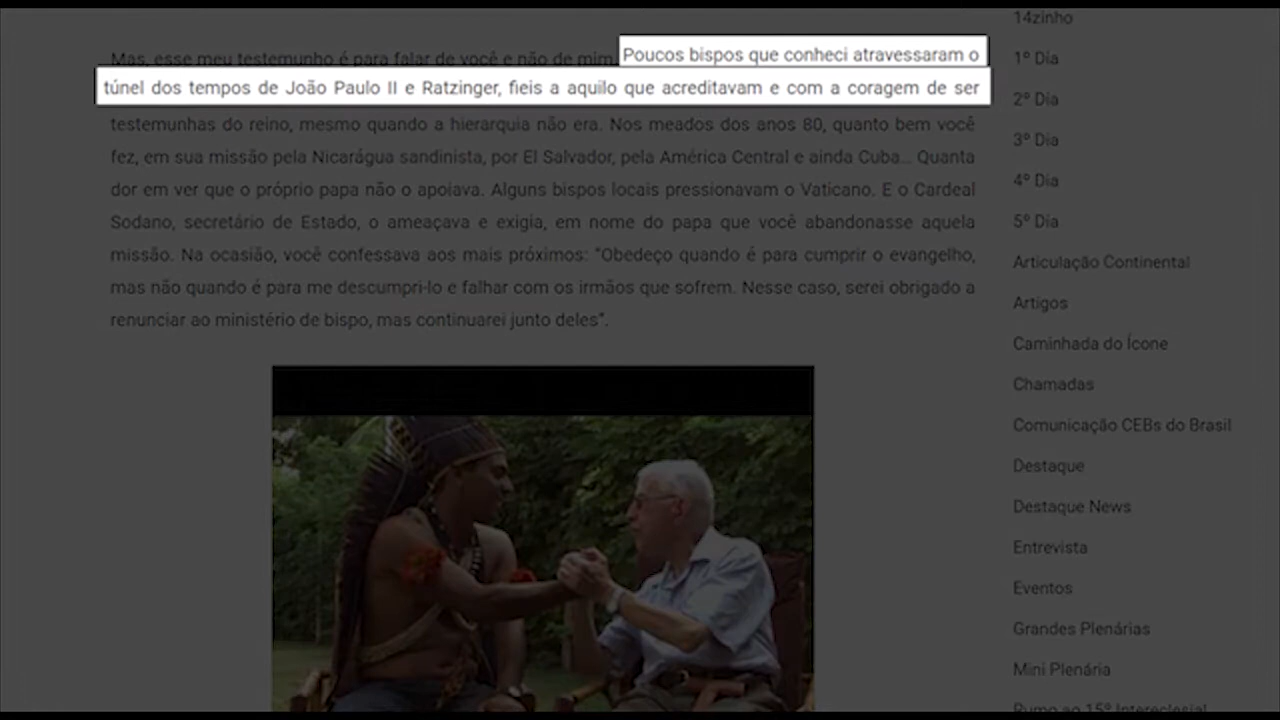 Mas, esse meu testemunho é para falar de você e não de mim. Poucos bispos que conheci atravessaram o
túnel dos tempos de João Paulo II e Ratzinger, fieis a aquilo que acreditavam e com a coragem de ser
testemunhas do reino, mesmo quando a hierarquia não era. Nos meados dos anos 80, quanto bem você
fez, em sua missão pela Nicarágua sandinista, por El Salvador, pela América Central e ainda Cuba... Quanta
dor em ver que o próprio papa não o apoiava. Alguns bispos locais pressionavam o Vaticano. E o Cardeal
Sodano, secretário de Estado, o ameaçava e exigia, em nome do papa que você abandonasse aquela
missão. Na ocasião, você confessava aos mais próximos: “Obedeço quando é para cumprir o evangelho,
mas não quando é para me descumpri-lo e falhar com os irmãos que sofrem. Nesse caso, serei obrigado a
renunciar ao ministério de bispo, mas continuarei junto deles”.
14zinho
1º Dia
2º Dia
3º Dia
4º Dia
5º Dia
Articulação Continental
Artigos
Caminhada do Ícone
Chamadas
Comunicação CEBs do Brasil
Destaque
Destaque News
Entrevista
Eventos
Grandes Plenárias
Mini Plenária
Rumo ao 15º Intereclesial